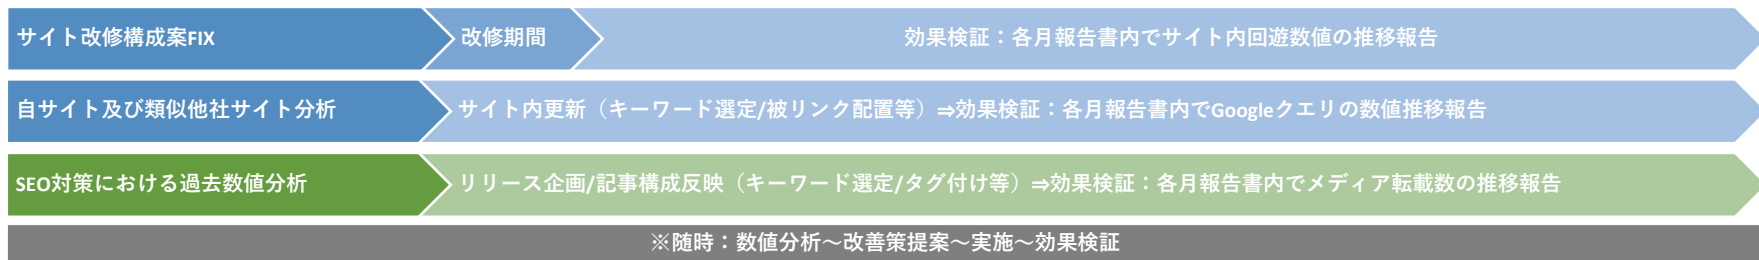 サイト改修構成案FIX
改修期間
効果検証：各月報告書内でサイト内回遊数値の推移報告
自サイト及び類似他社サイト分析
サイト内更新（キーワード選定/被リンク配置等）⇒効果検証：各月報告書内でGoogleクエリの数値推移報告
SEO対策における過去数値分析
リリース企画/記事構成反映（キーワード選定/タグ付け等）⇒効果検証：各月報告書内でメディア転載数の推移報告
※随時：数値分析～改善策提案～実施～効果検証